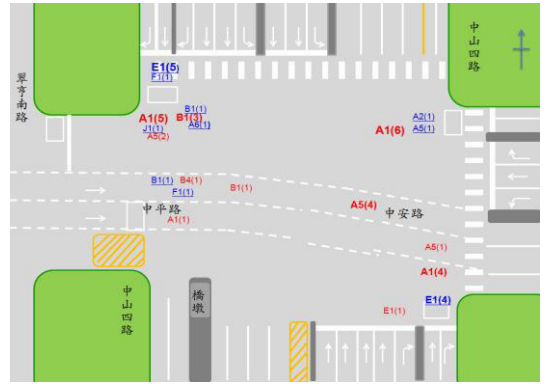 中山四路
翠亨南路
E1(5)
F1(1)
B1(1)
A1(5) B1(3)
A6(1)
J1(1)
A5(2)
A2(1)
A1(6)
A5(1)
B1(1) B4(1)
B1(1)
F1(1)
A5(4)
中平路
中安路
A1(1)
A5(1)
A1(4)
中山四路
橋墩
E1(4)
E1(1)